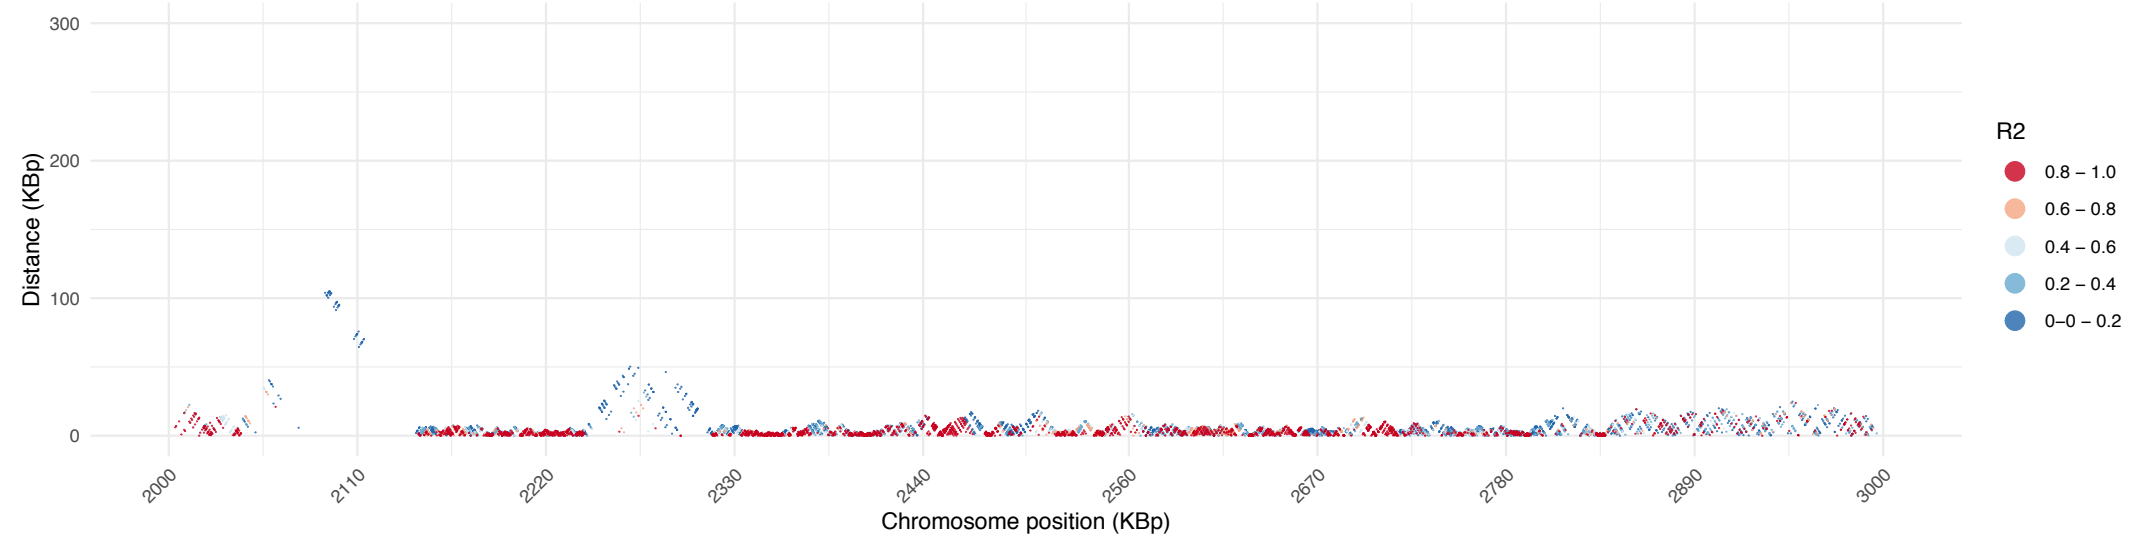 300
200
100
0
Distance (KBp)
2000
2110
2220
2330
2440
2560
2670
2780
2890
3000
Chromosome position (KBp)
R2
0.8 – 1.0
0.6 – 0.8
0.4 – 0.6
0.2 – 0.4
0–0 – 0.2